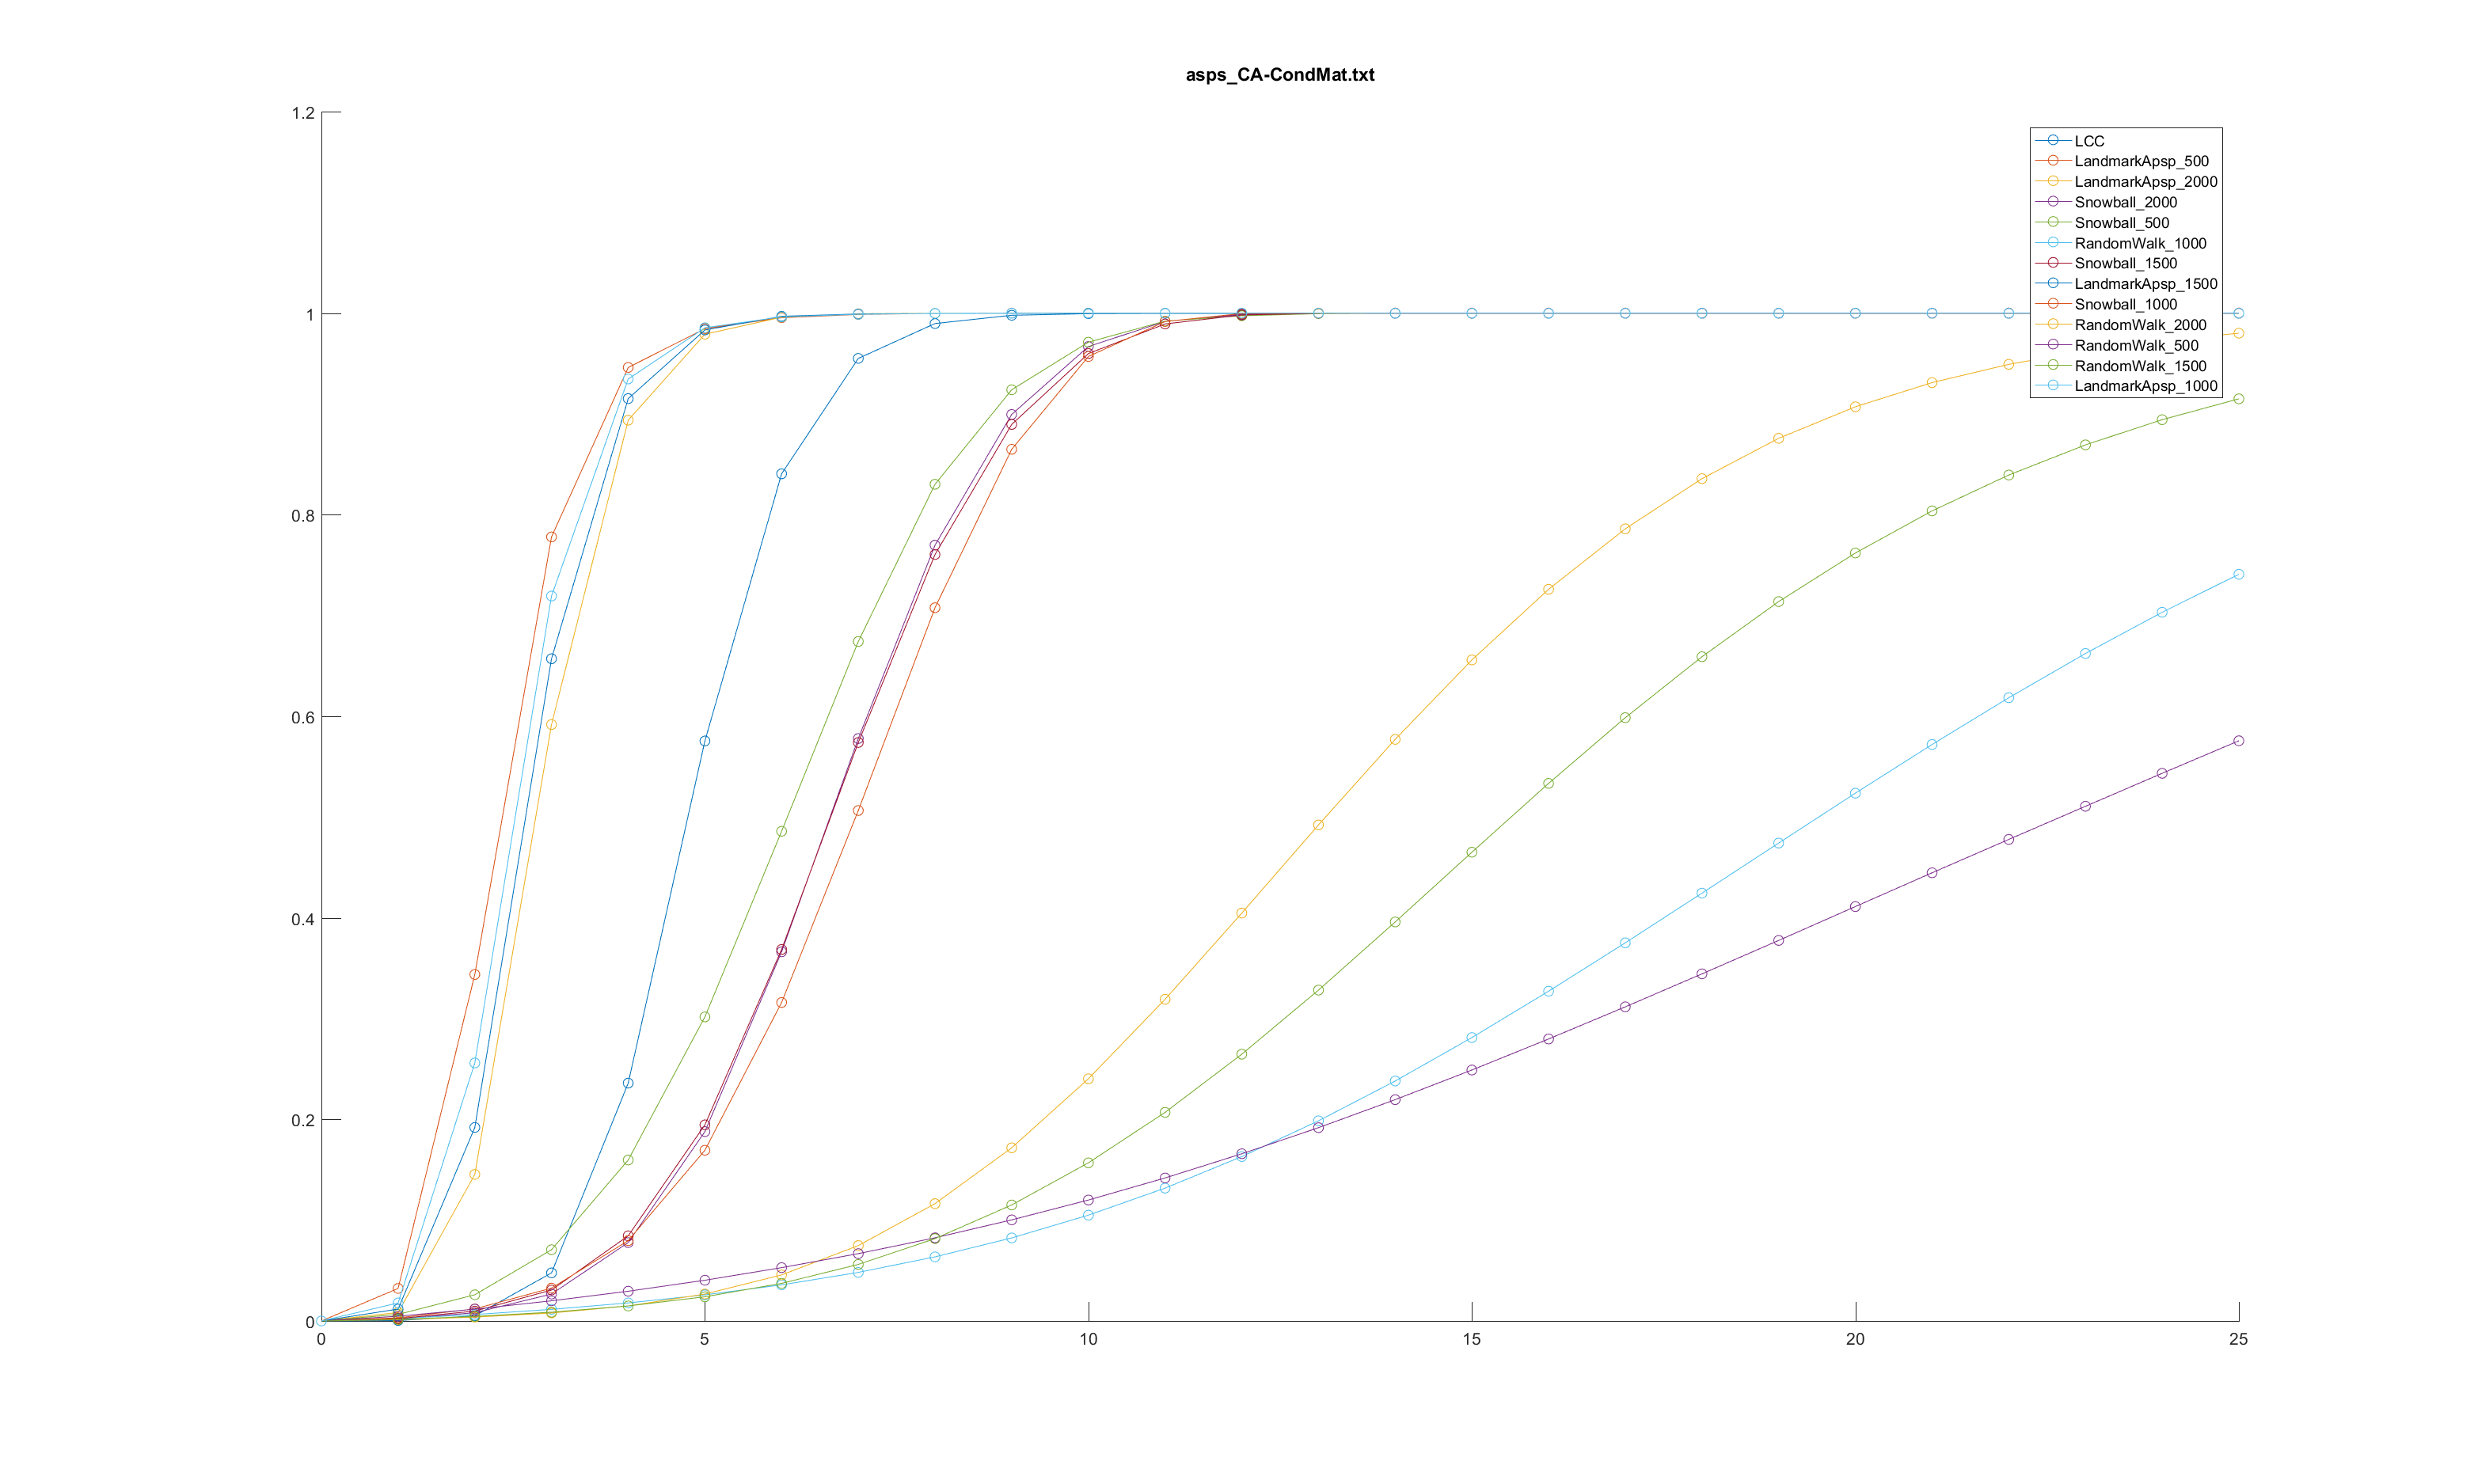 asps_CA-CondMat.txt
1.2
1
0.8
0.6
0.4
0.2
0
0 5 10 15 20 25
LCC
LandmarkApsp_500
LandmarkApsp_2000
Snowball_2000
Snowball_500
RandomWalk_1000
Snowball_1500
LandmarkApsp_1500
Snowball_1000
RandomWalk_2000
RandomWalk_500
RandomWalk_1500
LandmarkApsp_1000